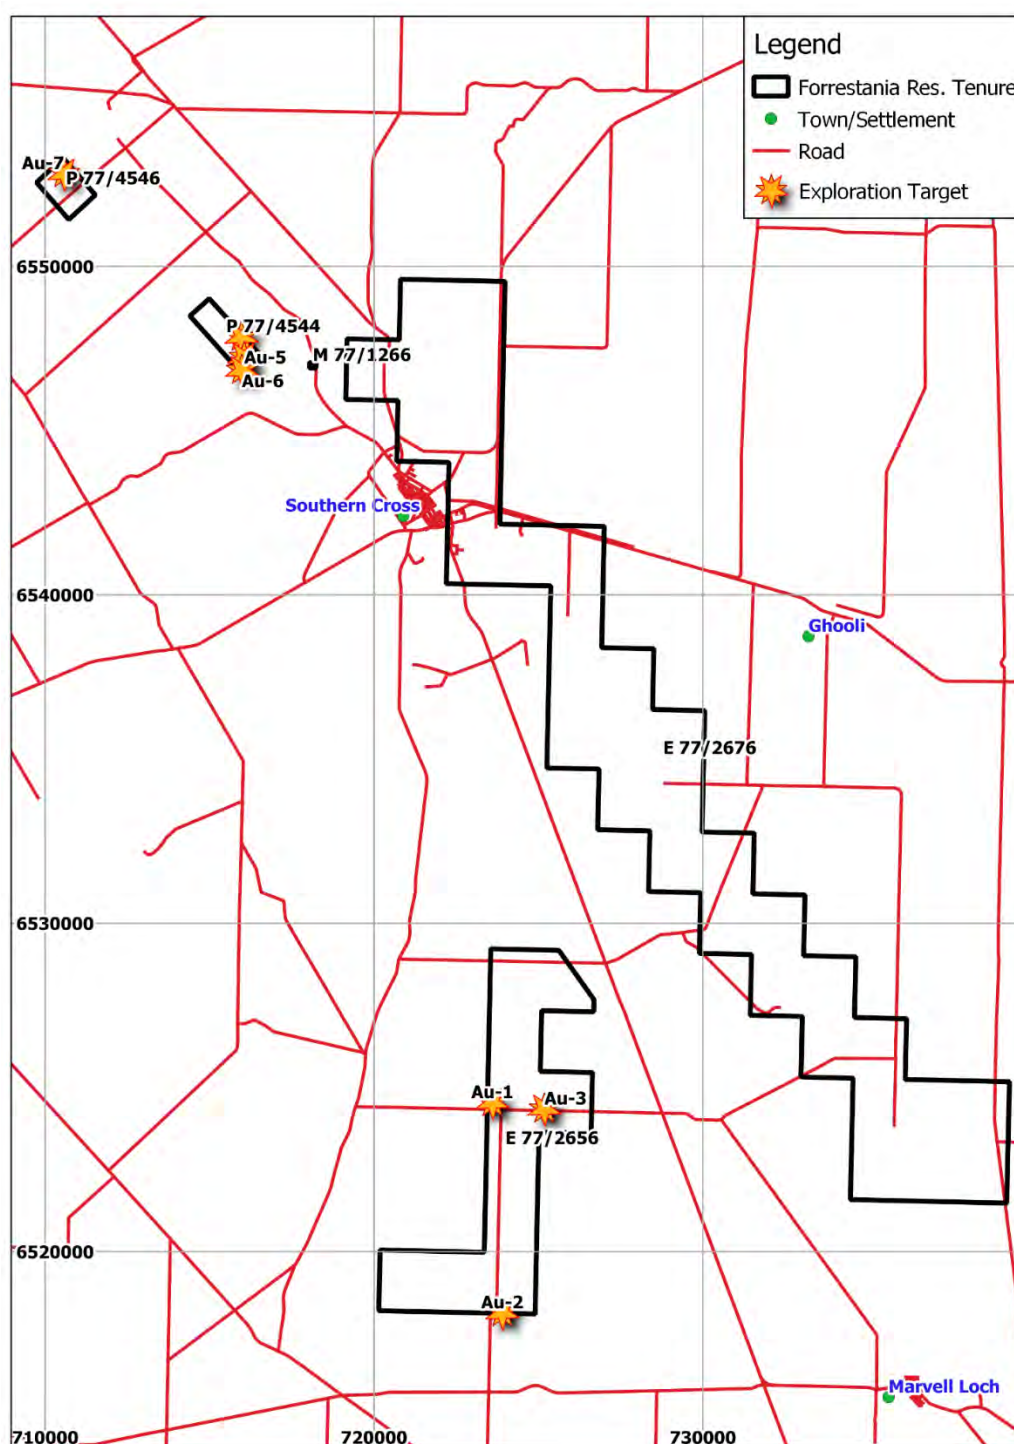 Legend
Forrestania Res. Tenure
Town/Settlement
Road
Exploration Target
Au-7
P 77/4546
6550000
P 77/4544
Au-5
Au-6
M 77/1266
Southern Cross
6540000
Ghooli
E 77/2676
6530000
Au-1
Au-3
E 77/2656
6520000
Au-2
Marvell Loch
710000
720000
730000